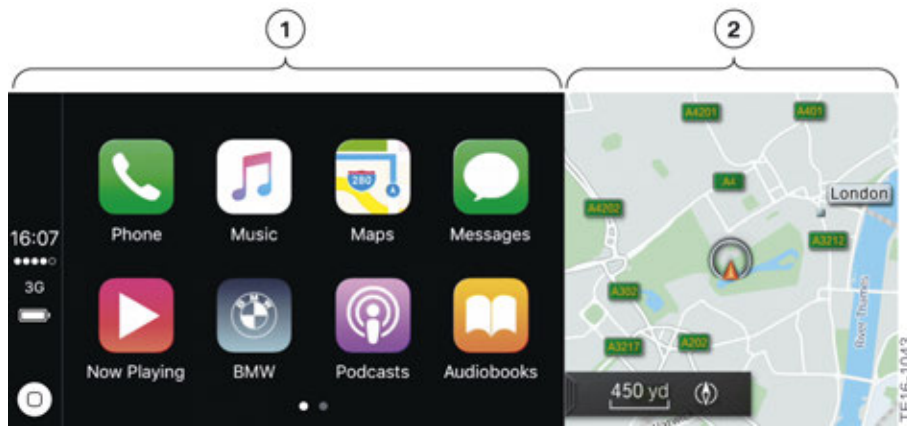 1
2
16:07
3G
Phone
Music
280
Maps
Messages
Now Playing
BMW
BMW
Podcasts
Audiobooks
A4201
A401
A4
London
A4202
A3212
A302
River Thames
A3217
A202
450 yd
TE16-1043